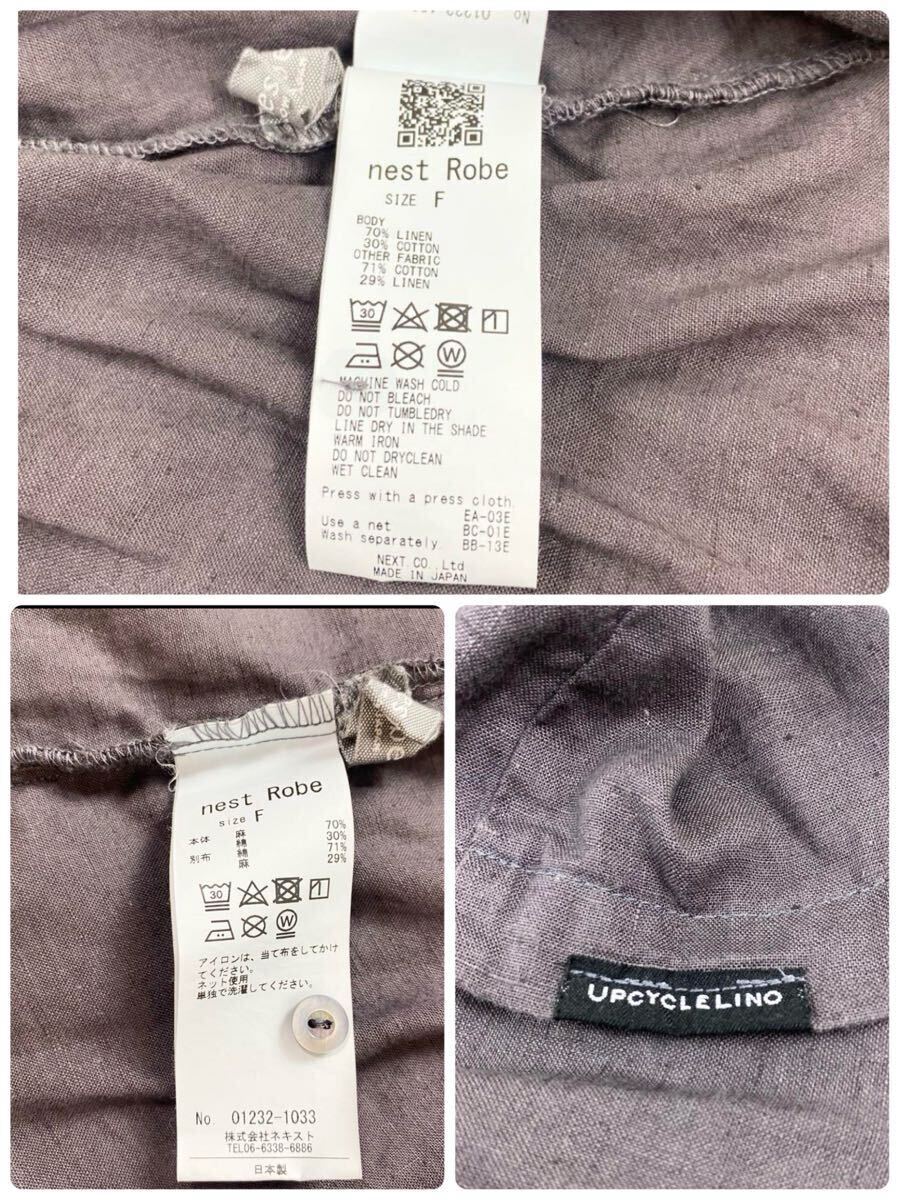 nest Robe
SIZE F
BODY
70% LINEN
30% COTTON
OTHER FABRIC
71% COTTON
29% LINEN
30
MACHINE WASH COLD
DO NOT BLEACH
DO NOT TUMBLEDRY
LINE DRY IN THE SHADE
WARM IRON
DO NOT DRYCLEAN
WET CLEAN
Press with a press cloth.
EA-03E
Use a net BC-01E
Wash separately. BB-13E
NEXT.CO.,Ltd
MADE IN JAPAN
nest Robe
size F
本体 麻 70%
綿 30%
別布 綿 71%
麻 29%
30
W
アイロンは、当て布をしてかけ
てください。
ネット使用
単独で洗濯してください。
No. 01232-1033
株式会社ネキスト
TEL06-6338-6886
日本製
UPCYCLELINO